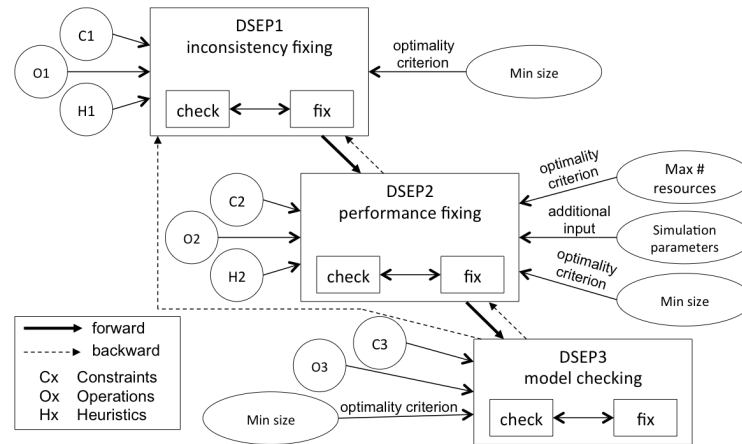 C1
O1
H1
DSEP1
inconsistency fixing
check
fix
optimality
criterion
Min size
C2
O2
H2
DSEP2
performance fixing
check
fix
optimality
criterion
Max #
resources
additional
input
Simulation
parameters
optimality
criterion
Min size
forward
backward
Cx Constraints
Ox Operations
Hx Heuristics
C3
O3
Min size
optimality criterion
DSEP3
model checking
check
fix